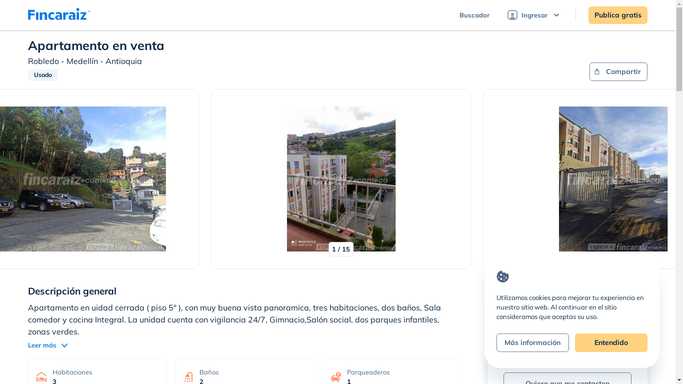 Fincaraiz
Buscador
Ingresar
Publica gratis
Apartamento en venta
Robledo - Medellín - Antioquia
Usado
Compartir
fincaraiz
fincaraiz
fincaraiz
fincaraiz
1 / 15
Descripción general
Apartamento en uidad cerrada ( piso 5° ), con muy buena vista panoramica, tres habitaciones, dos baños, Sala
comedor y cocina Integral. La unidad cuenta con vigilancia 24/7, Gimnacio,Salón social. dos parques infantiles,
zonas verdes.
Leer más
Habitaciones
3
Baños
2
Parqueaderos
1
Utilizamos cookies para mejorar tu experiencia en
nuestro sitio web. Al continuar en el sitio
consideramos que aceptas su uso.
Más información
Entendido
Quiero que me contacten